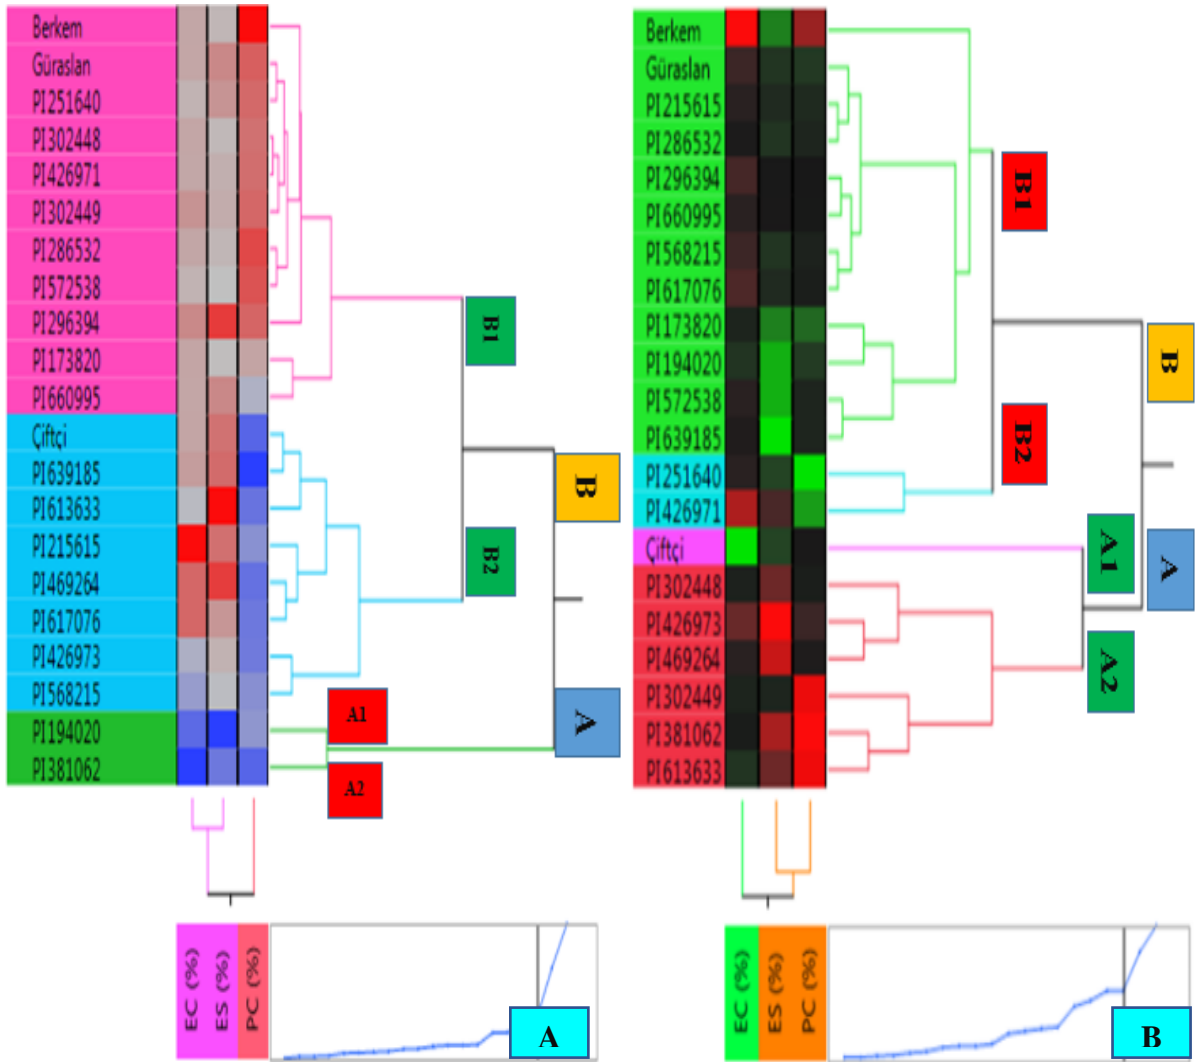 Berkem
Güraslan
PI251640
PI302448
PI426971
PI302449
PI286532
PI572538
PI296394
PI173820
PI660995
Çiftçi
PI639185
PI613633
PI215615
PI469264
PI617076
PI426973
PI568215
PI194020
PI381062
B1
B2
B
A
A1
A2
EC (%)
ES (%)
PC (%)
A
Berkem
Güraslan
PI215615
PI286532
PI296394
PI660995
PI568215
PI617076
PI173820
PI194020
PI572538
PI639185
PI251640
PI426971
Çiftçi
PI302448
PI426973
PI469264
PI302449
PI381062
PI613633
B1
B2
B
A1
A
A2
EC (%)
ES (%)
PC (%)
B